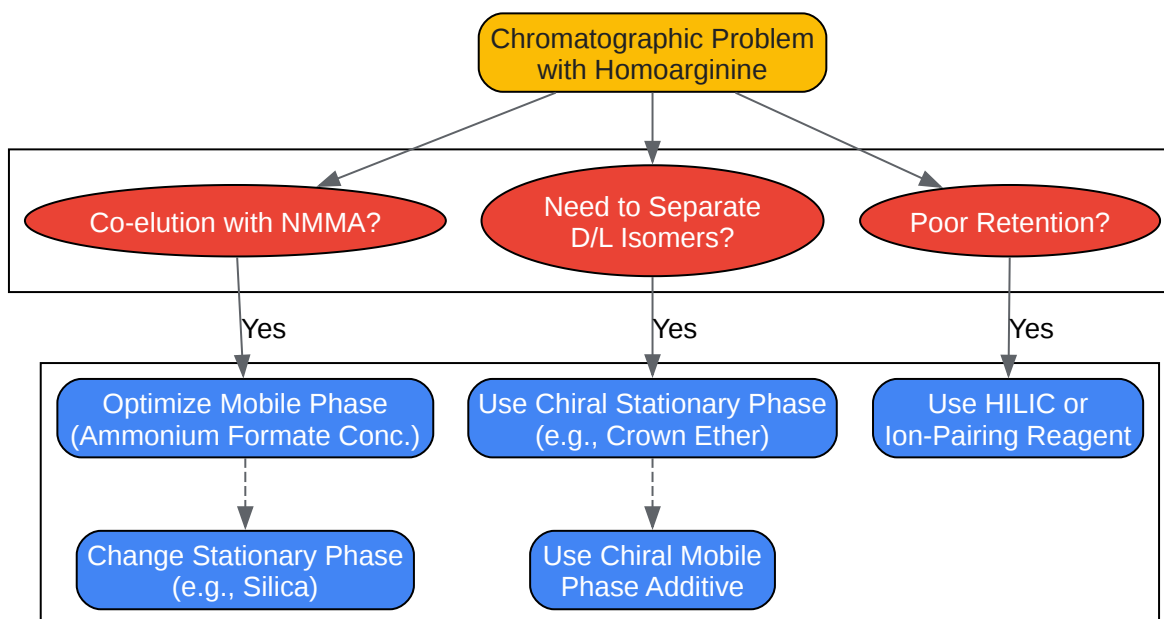 Chromatographic Problem
with Homoarginine
Co-elution with NMMA?
Need to Separate
D/L Isomers?
Poor Retention?
Yes
Yes
Yes
Optimize Mobile Phase
(Ammonium Formate Conc.)
Use Chiral Stationary Phase
(e.g., Crown Ether)
Use HILIC or
Ion-Pairing Reagent
Change Stationary Phase
(e.g., Silica)
Use Chiral Mobile
Phase Additive